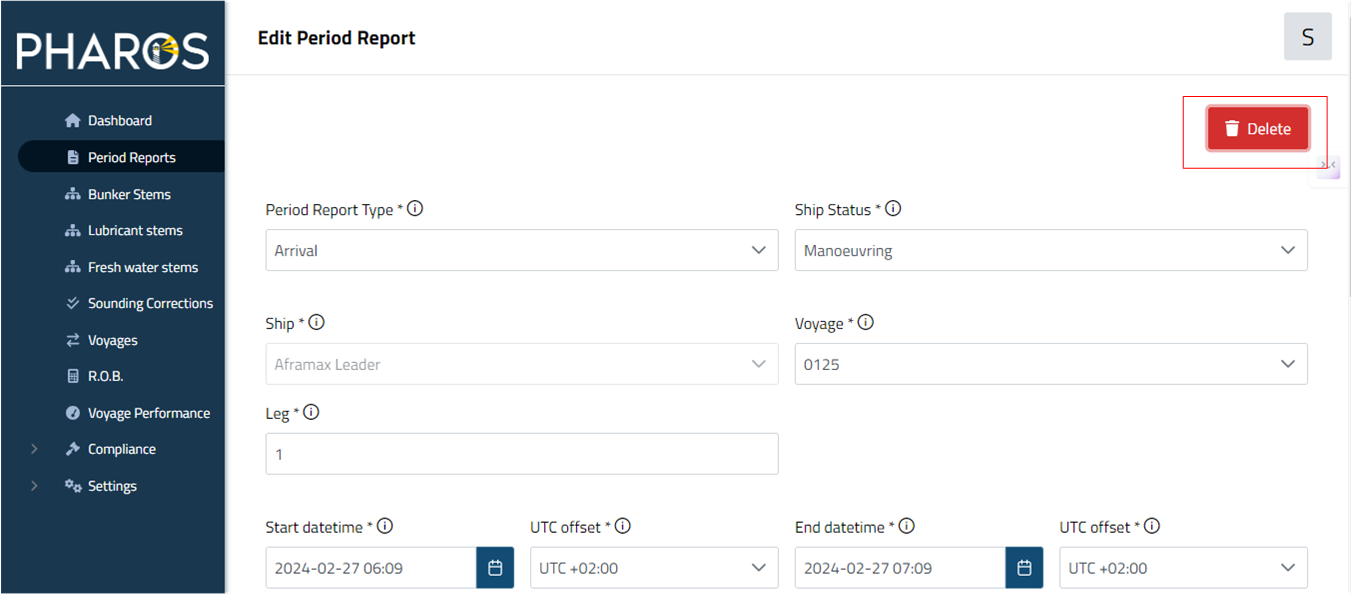 PHAROS
Edit Period Report
S
Dashboard
Period Reports
Bunker Stems
Lubricant stems
Fresh water stems
Sounding Corrections
Voyages
R.O.B.
Voyage Performance
Compliance
Settings
Delete
Period Report Type *
Ship Status *
Arrival
Manoeuvring
Ship *
Voyage *
Aframax Leader
0125
Leg *
1
Start datetime *
UTC offset *
End datetime *
UTC offset *
2024-02-27 06:09
UTC +02:00
2024-02-27 07:09
UTC +02:00